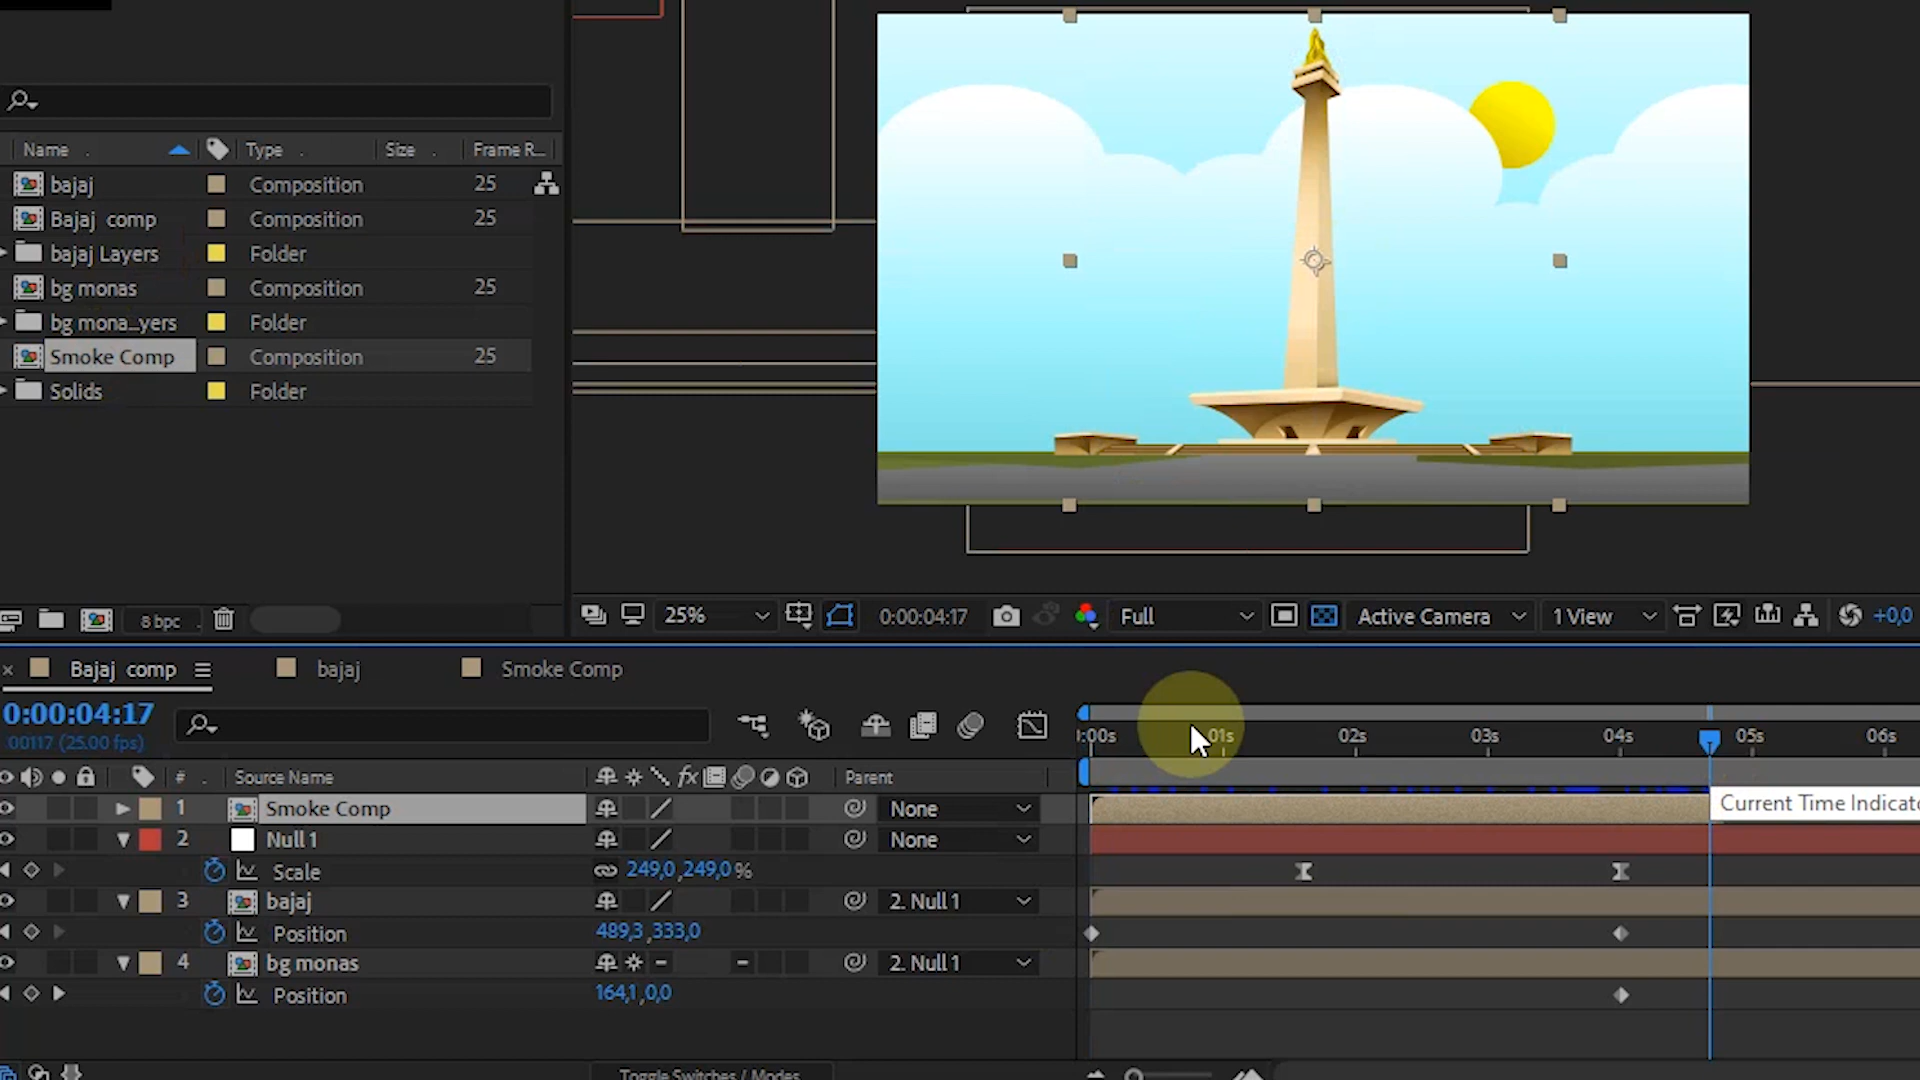 Name Type Size Frame R...
bajaj Composition 25
Bajaj comp Composition 25
bajaj Layers Folder
bg monas Composition 25
bg mona...yers Folder
Smoke Comp Composition 25
Solids Folder
8 bpc 25% 0:00:04:17 Full Active Camera 1 View +0,0
Bajaj comp bajaj Smoke Comp
0:00:04:17
00117 (25.00 fps)
:00s 01s 02s 03s 04s 05s 06s
# Source Name fx Parent
1 Smoke Comp None
Current Time Indicato
2 Null 1 None
Scale 249,0 ,249,0 %
3 bajaj 2. Null 1
Position 489,3 ,333,0
4 bg monas 2. Null 1
Position 164,1 ,0,0
Toggle Switches / Modes